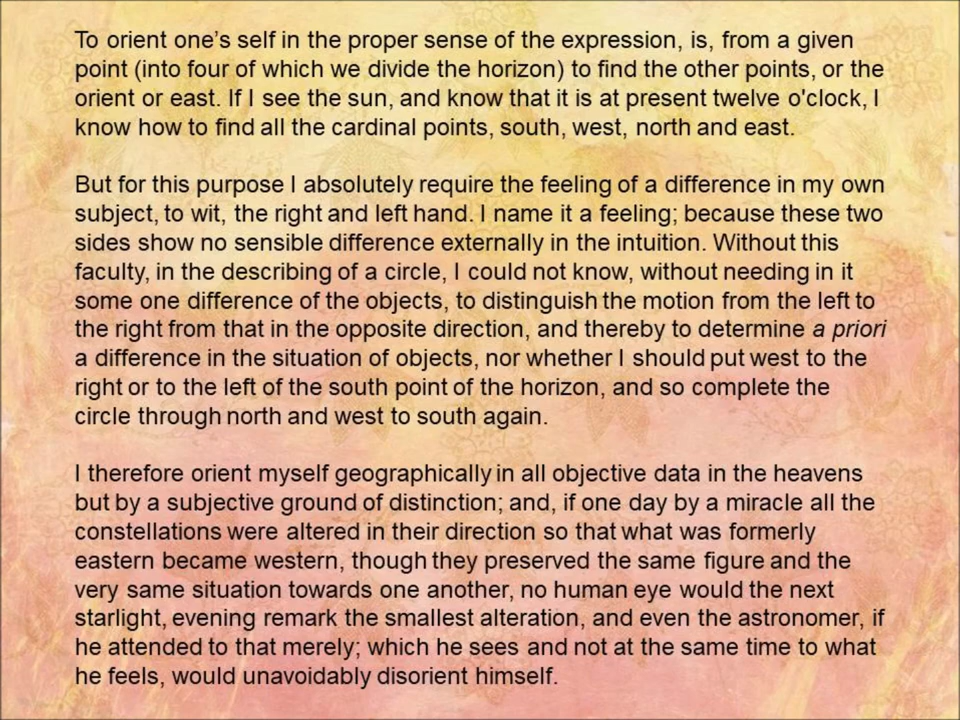 To orient one’s self in the proper sense of the expression, is, from a given
point (into four of which we divide the horizon) to find the other points, or the
orient or east. If I see the sun, and know that it is at present twelve o'clock, I
know how to find all the cardinal points, south, west, north and east.
But for this purpose I absolutely require the feeling of a difference in my own
subject, to wit, the right and left hand. I name it a feeling; because these two
sides show no sensible difference externally in the intuition. Without this
faculty, in the describing of a circle, I could not know, without needing in it
some one difference of the objects, to distinguish the motion from the left to
the right from that in the opposite direction, and thereby to determine a priori
a difference in the situation of objects, nor whether I should put west to the
right or to the left of the south point of the horizon, and so complete the
circle through north and west to south again.
I therefore orient myself geographically in all objective data in the heavens
but by a subjective ground of distinction; and, if one day by a miracle all the
constellations were altered in their direction so that what was formerly
eastern became western, though they preserved the same figure and the
very same situation towards one another, no human eye would the next
starlight, evening remark the smallest alteration, and even the astronomer, if
he attended to that merely; which he sees and not at the same time to what
he feels, would unavoidably disorient himself.